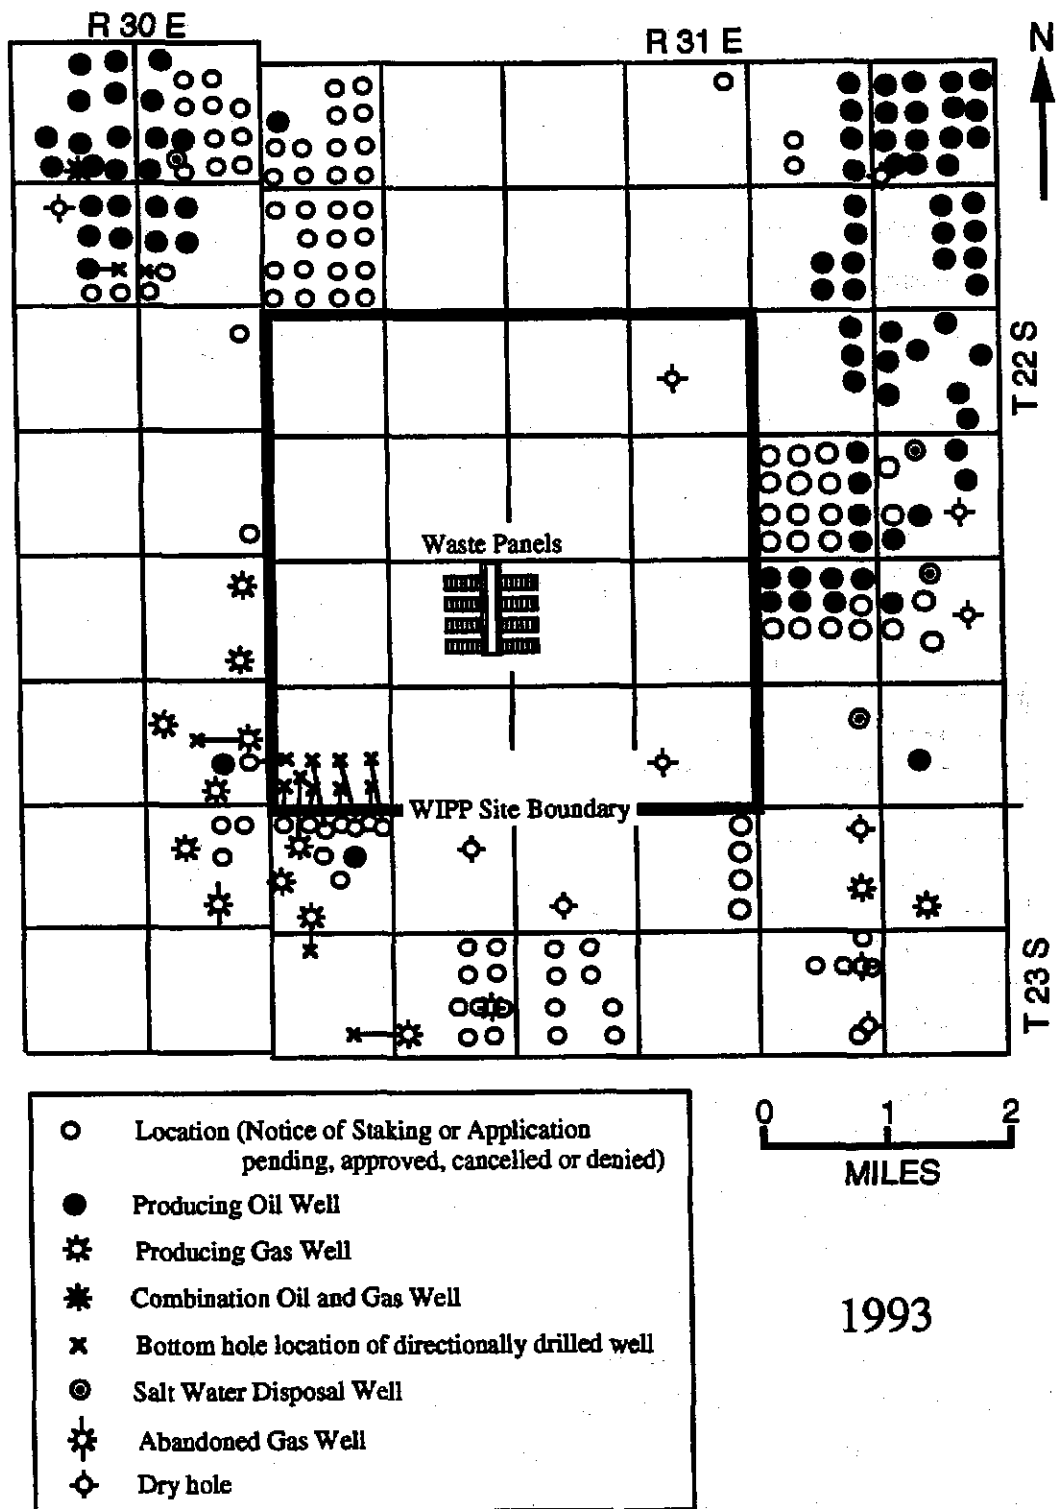 R 30 E
R 31 E
N
T 22 S
Waste Panels
WIPP Site Boundary
T 23 S
Location (Notice of Staking or Application
pending, approved, cancelled or denied)
Producing Oil Well
Producing Gas Well
Combination Oil and Gas Well
Bottom hole location of directionally drilled well
Salt Water Disposal Well
Abandoned Gas Well
Dry hole
0 1 2
MILES
1993